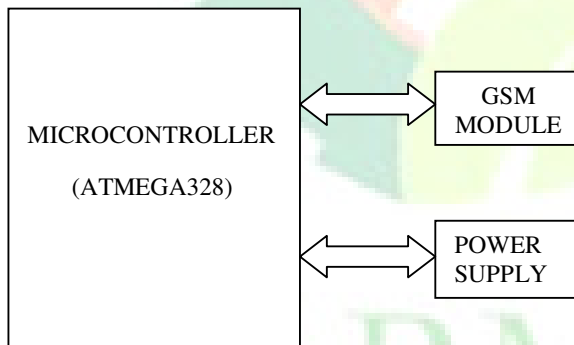 MICROCONTROLLER
(ATMEGA328)
GSM
MODULE
POWER
SUPPLY